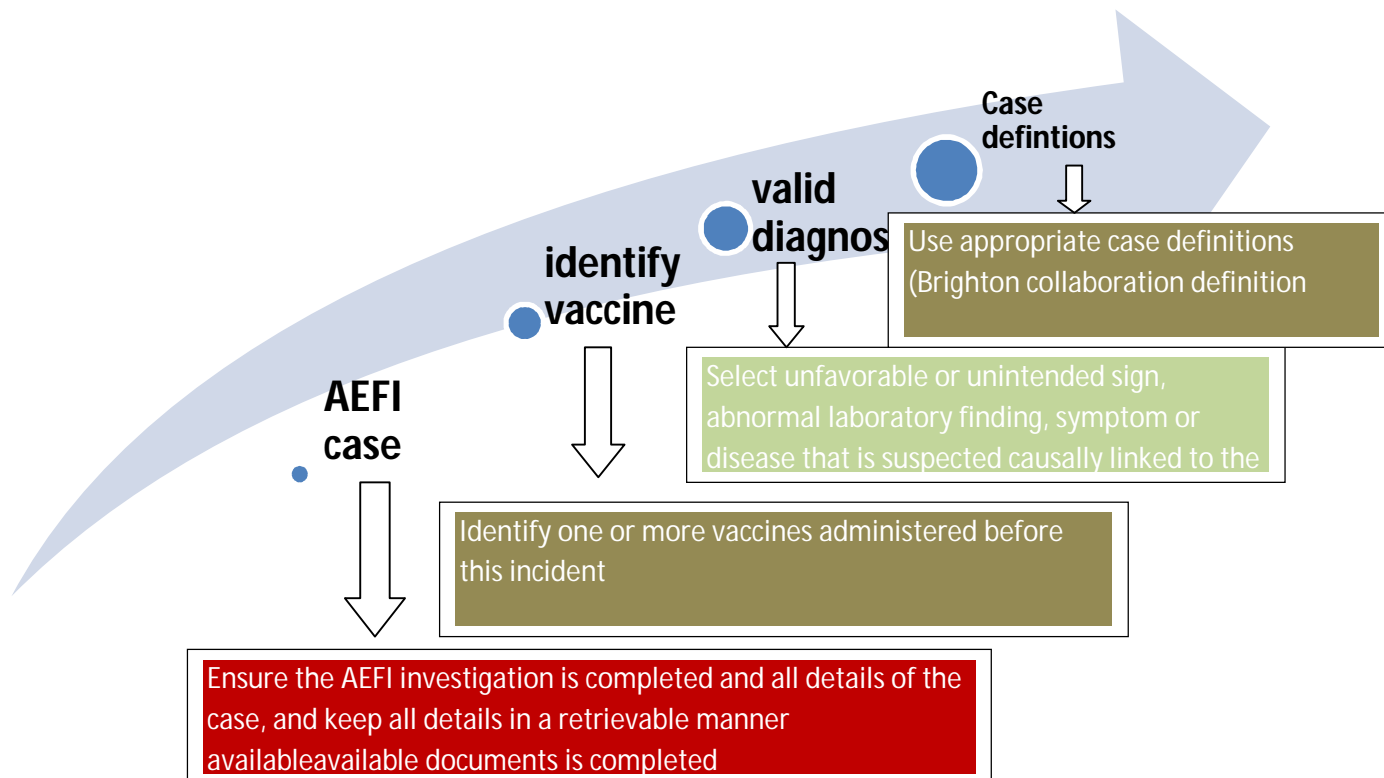 Case
defintions
valid
diagnos
Use appropriate case definitions
(Brighton collaboration definition
identify
vaccine
Select unfavorable or unintended sign,
abnormal laboratory finding, symptom or
disease that is suspected causally linked to the
AEFI
case
Identify one or more vaccines administered before
this incident
Ensure the AEFI investigation is completed and all details of the
case, and keep all details in a retrievable manner
availableavailable documents is completed